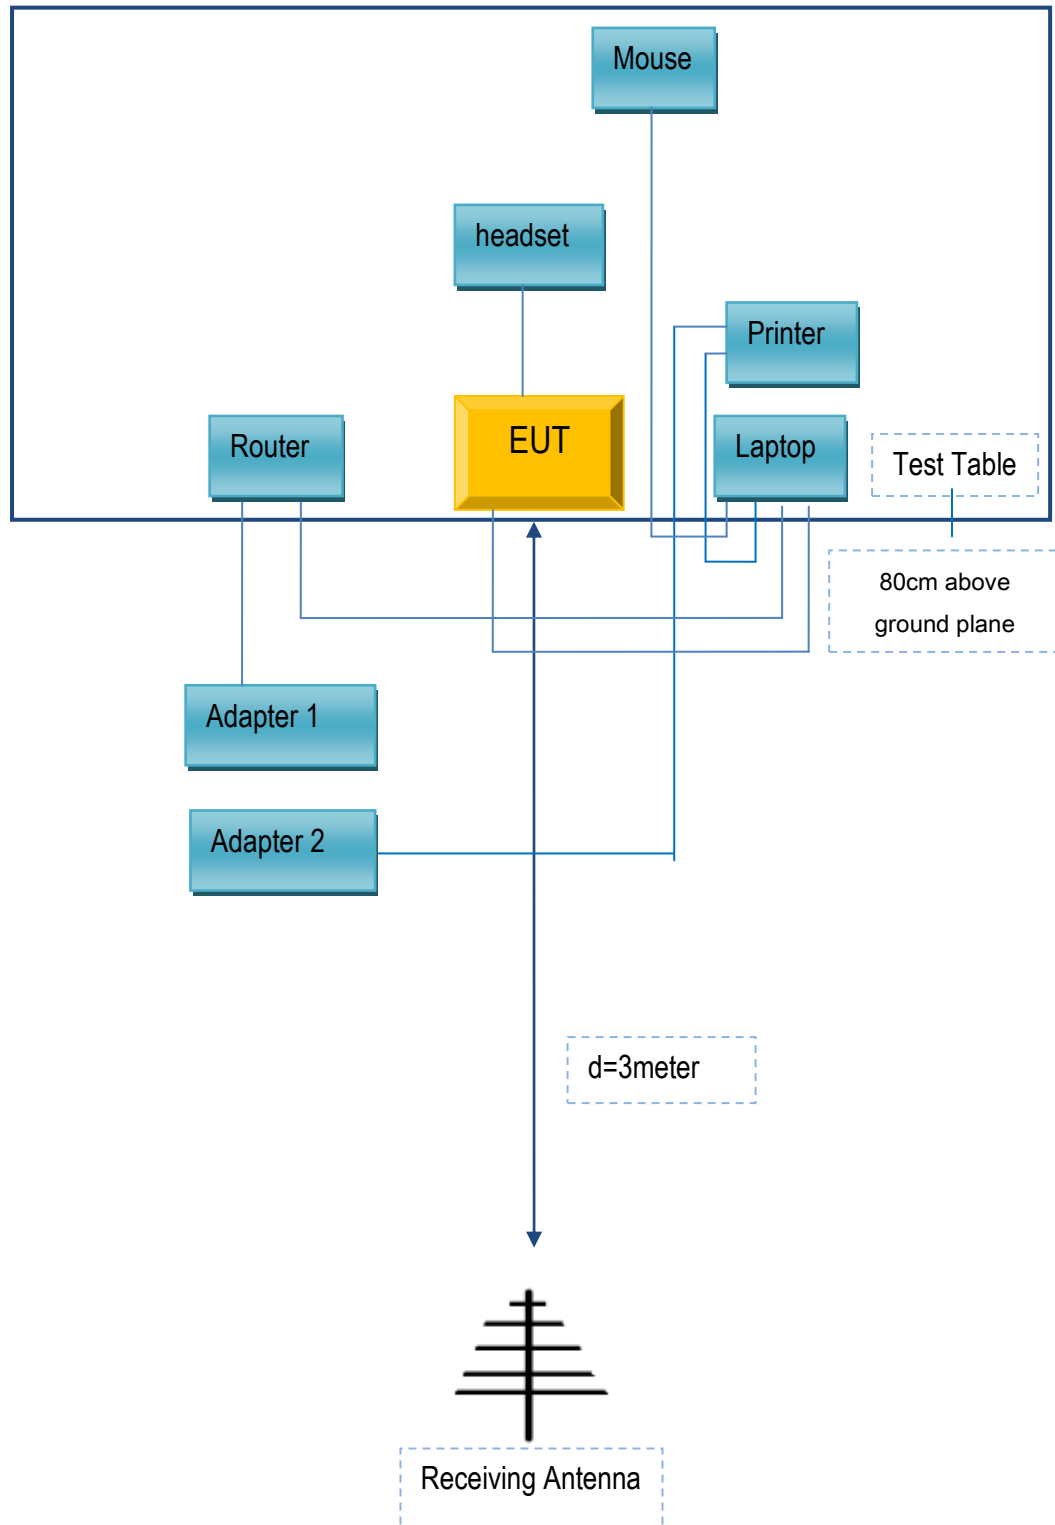 Mouse
headset
Printer
Router
EUT
Laptop
Test Table
80cm above
ground plane
Adapter 1
Adapter 2
d=3meter
Receiving Antenna